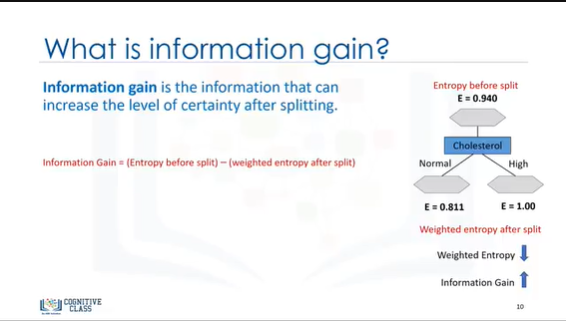 What is information gain?
Information gain is the information that can
increase the level of certainty after splitting.
Information Gain = (Entropy before split) – (weighted entropy after split)
Entropy before split
E = 0.940
Cholesterol
Normal
High
E = 0.811
E = 1.00
Weighted entropy after split
Weighted Entropy
Information Gain
COGNITIVE
CLASS
10